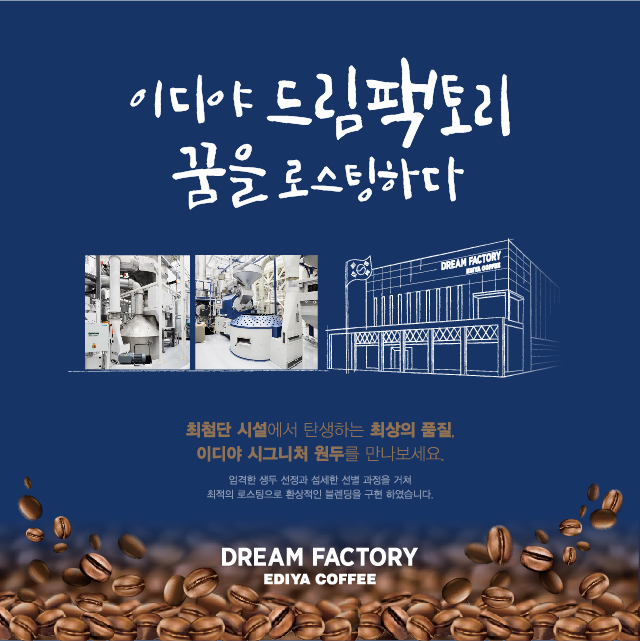 이디야 드림팩토리
꿈을 로스팅하다
DREAM FACTORY
EDIYA COFFEE
최첨단 시설에서 탄생하는 최상의 품질,
이디야 시그니처 원두를 만나보세요.
엄격한 생두 선정과 섬세한 선별 과정을 거쳐
최적의 로스팅으로 환상적인 블렌딩을 구현 하였습니다.
DREAM FACTORY
EDIYA COFFEE